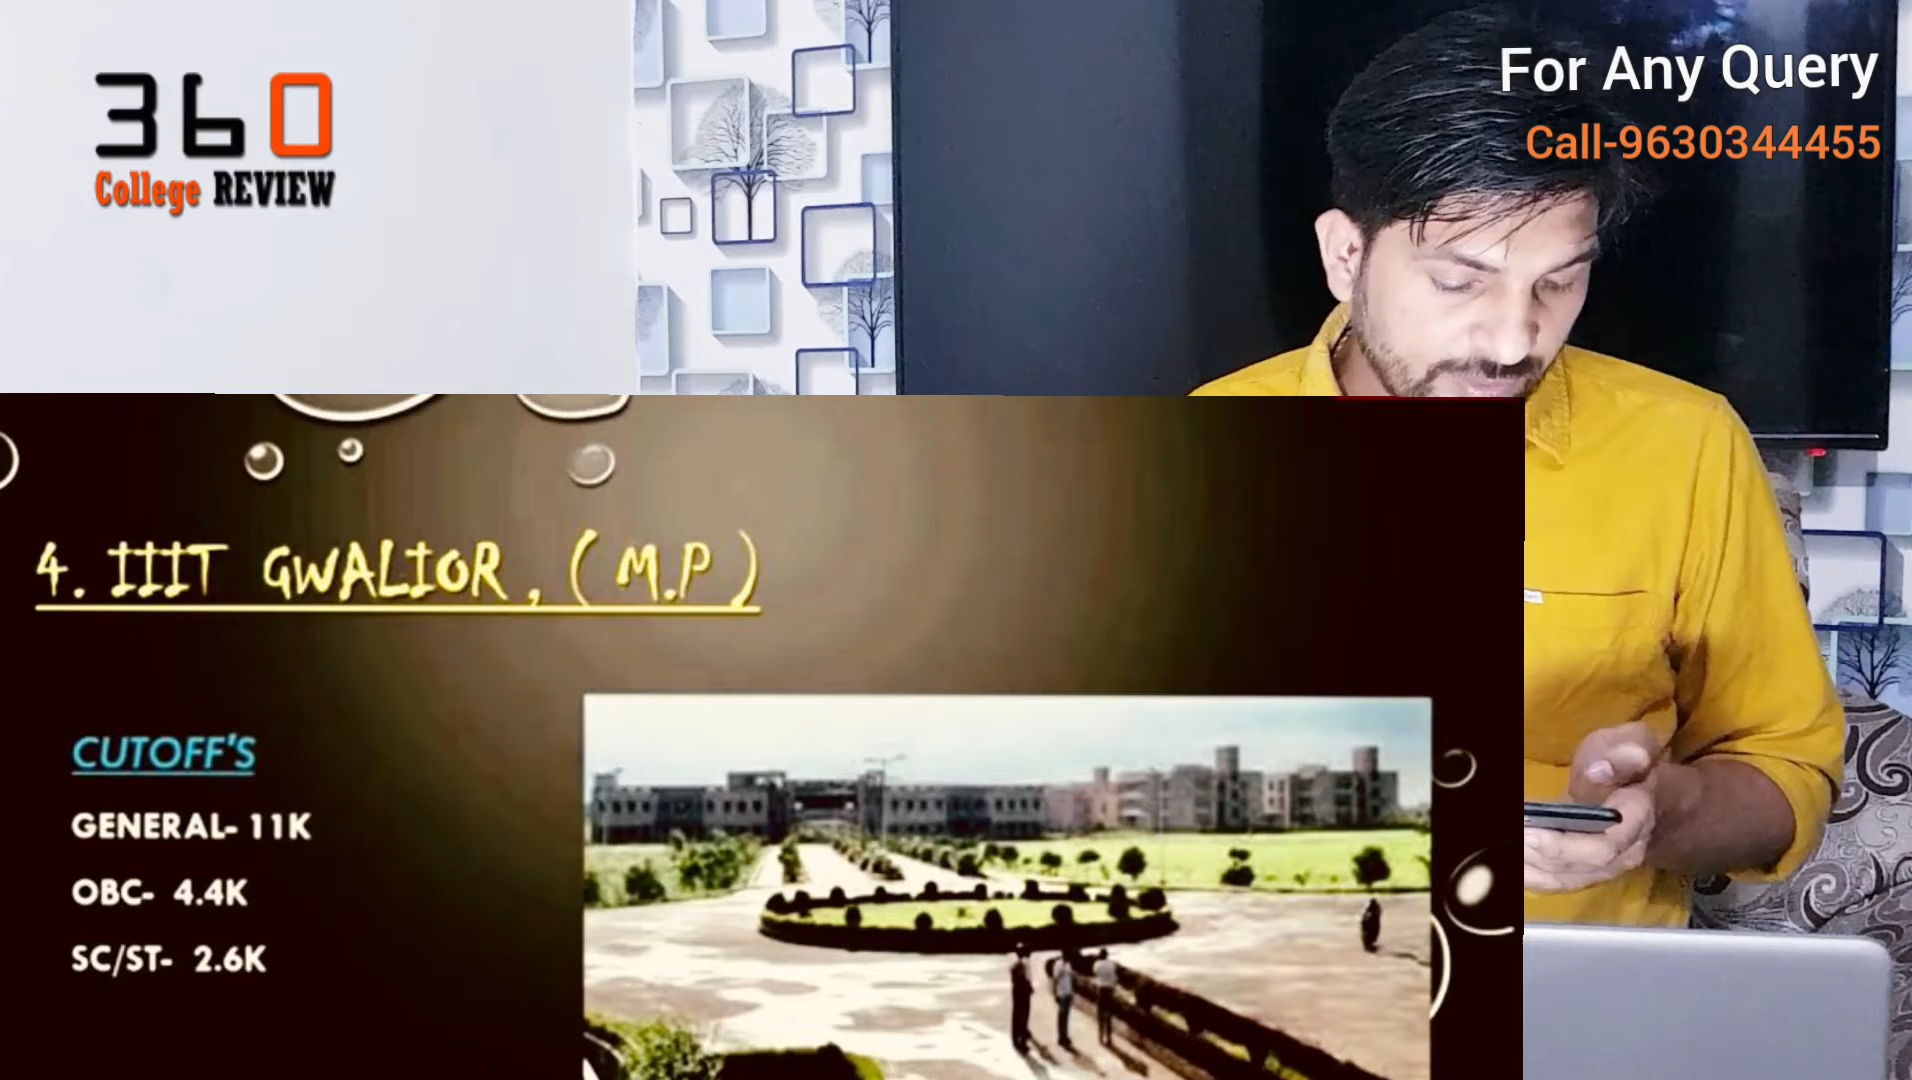 360
College REVIEW
For Any Query
Call-9630344455
4. IIIT GWALIOR, (M.P)
CUTOFF'S
GENERAL- 11K
OBC- 4.4K
SC/ST- 2.6K